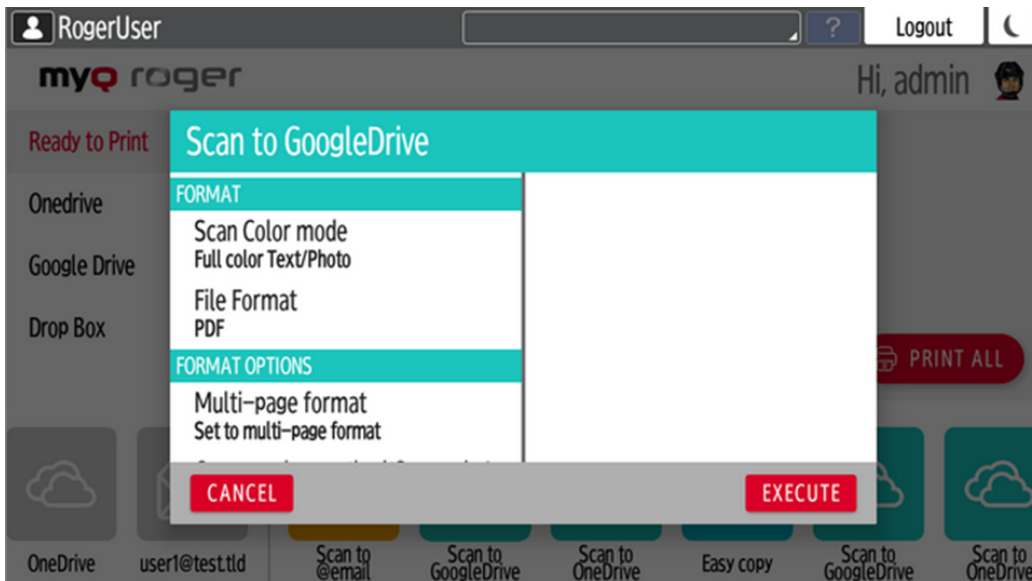 RogerUser
?
Logout
myQ roger
Hi, admin
Ready to Print
Onedrive
Google Drive
Drop Box
Scan to GoogleDrive
FORMAT
Scan Color mode
Full color Text/Photo
File Format
PDF
FORMAT OPTIONS
Multi-page format
Set to multi-page format
CANCEL
EXECUTE
PRINT ALL
OneDrive
user1@test.tld
Scan to
@email
Scan to
GoogleDrive
Scan to
OneDrive
Easy copy
Scan to
GoogleDrive
Scan to
OneDrive